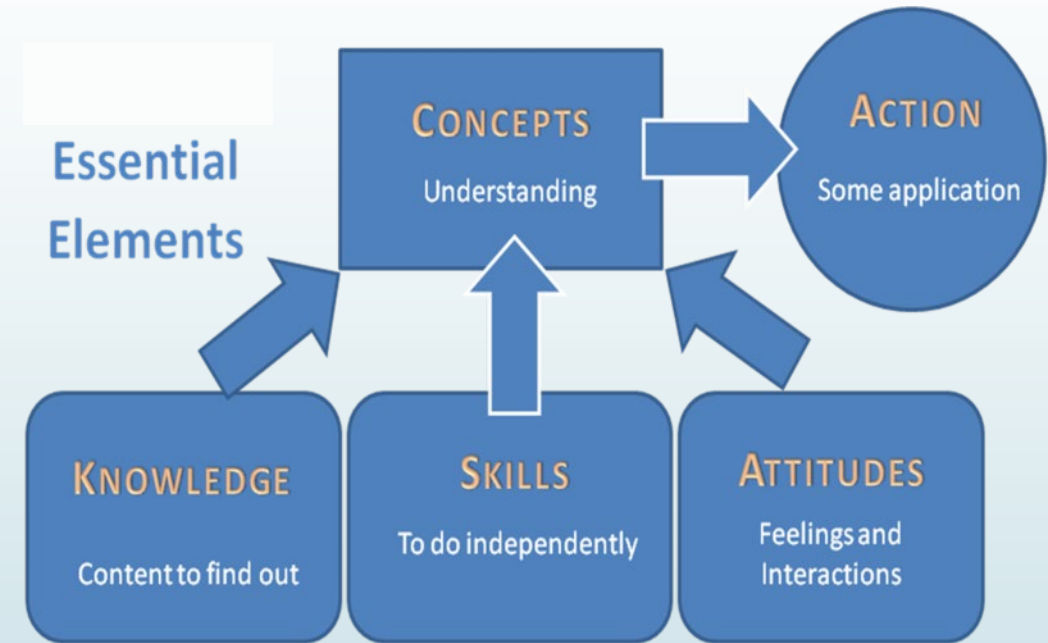 Essential
Elements
CONCEPTS
Understanding
ACTION
Some application
KNOWLEDGE
Content to find out
SKILLS
To do independently
ATTITUDES
Feelings and
Interactions